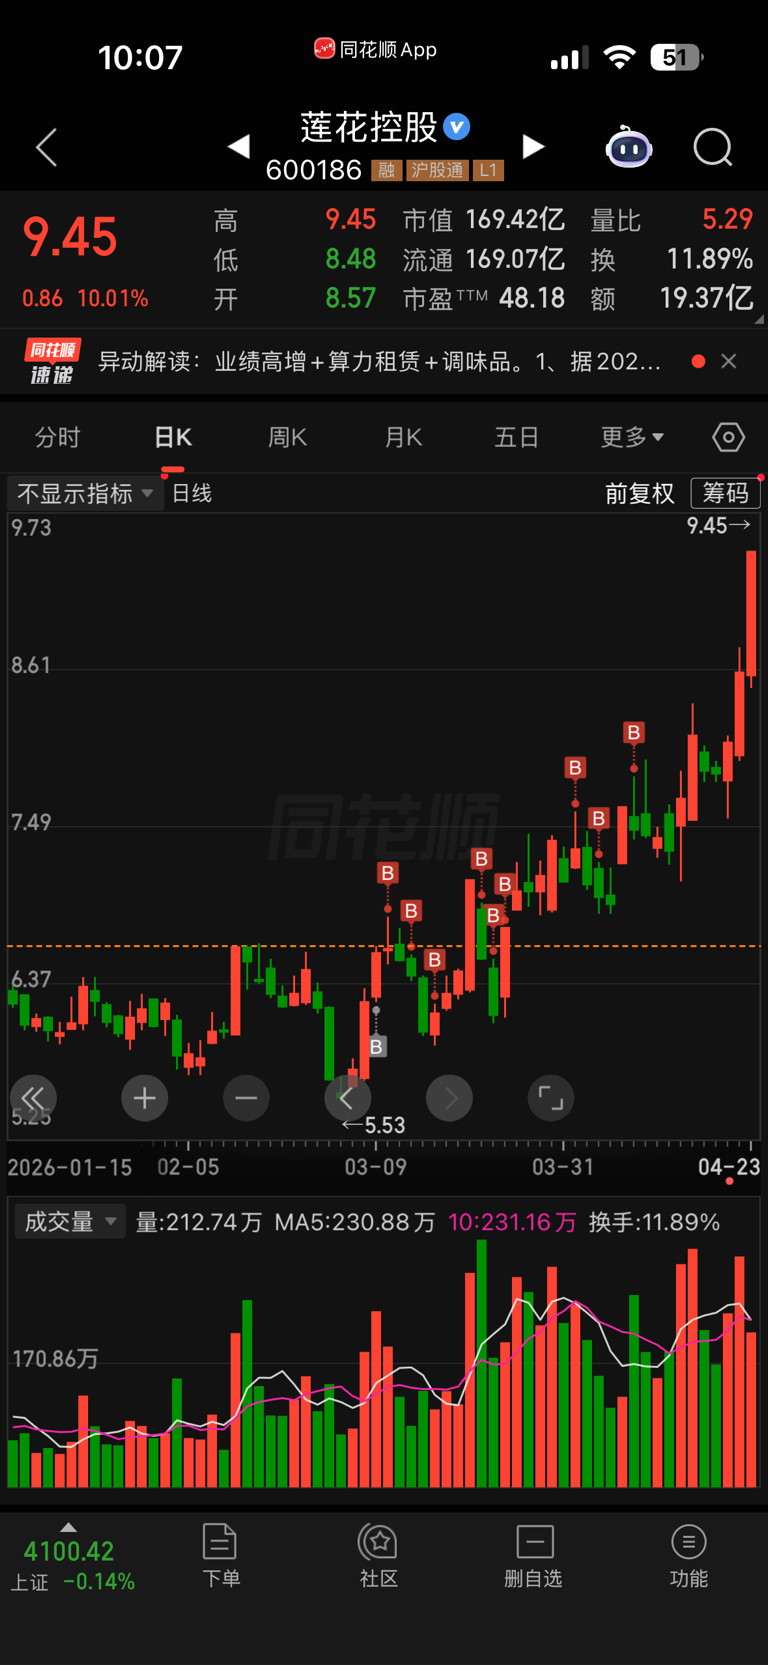 10:07
同花顺App
51
莲花控股
600186 融 沪股通 L1
9.45
0.86 10.01%
高 9.45 市值 169.42亿 量比 5.29
低 8.48 流通 169.07亿 换 11.89%
开 8.57 市盈TTM 48.18 额 19.37亿
同花顺
速递
异动解读：业绩高增+算力租赁+调味品。1、据202...
分时 日K 周K 月K 五日 更多
不显示指标 日线 前复权 筹码
9.73
9.45→
8.61
B
B
B
7.49
同花顺
B
B
B
B
B
B
6.37
B
5.25
←5.53
2026-01-15 02-05 03-09 03-31 04-23
成交量 量:212.74万 MA5:230.88万 10:231.16万 换手:11.89%
170.86万
4100.42
上证 -0.14%
下单 社区 删自选 功能